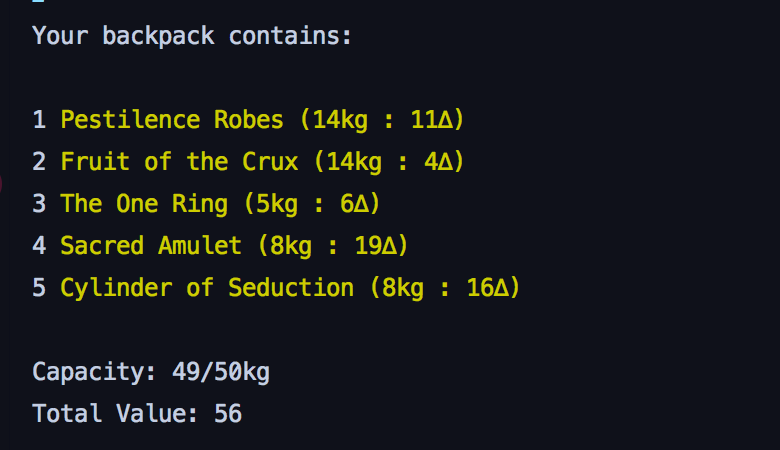 Your backpack contains:
1 Pestilence Robes (14kg : 11Δ)
2 Fruit of the Crux (14kg : 4Δ)
3 The One Ring (5kg : 6Δ)
4 Sacred Amulet (8kg : 19Δ)
5 Cylinder of Seduction (8kg : 16Δ)
Capacity: 49/50kg
Total Value: 56